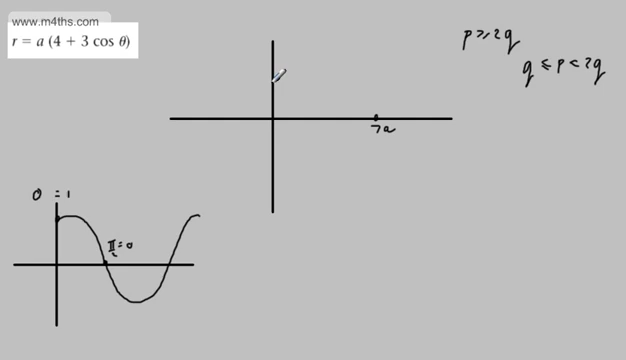 www.m4ths.com
r = a (4 + 3 cos θ)
p ≥ 2q
q ≤ p < 2q
7a
0 = 1
π/2 = 0